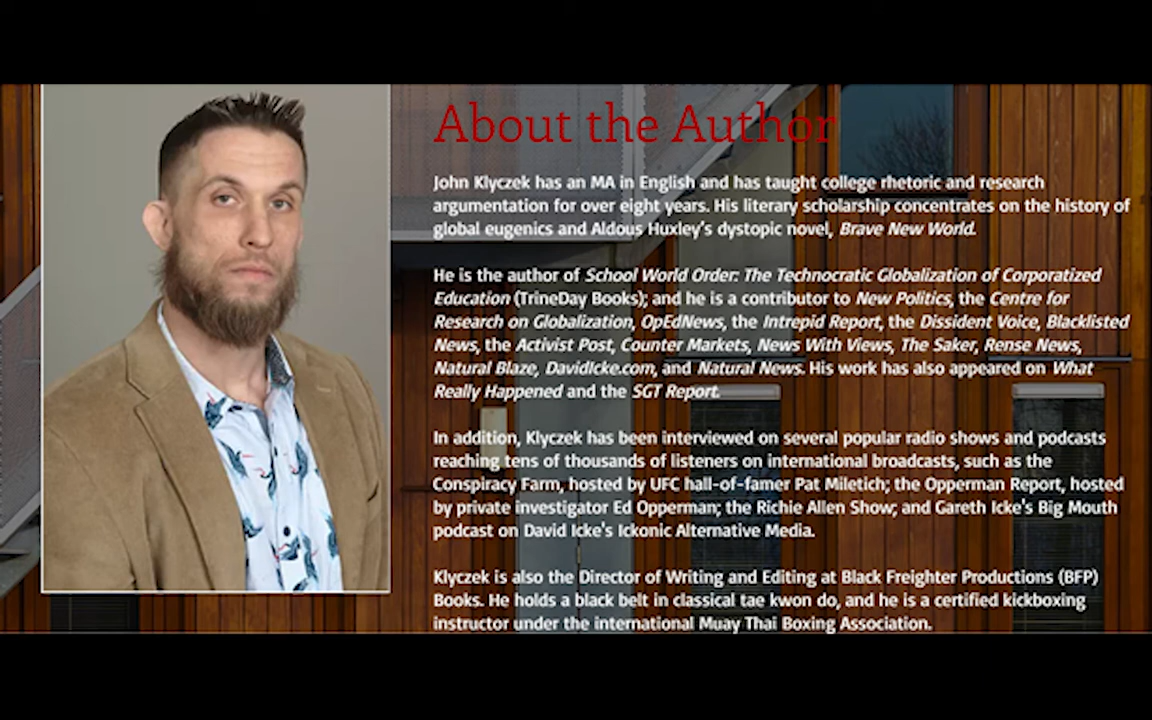 About the Author
John Klyczek has an MA in English and has taught college rhetoric and research
argumentation for over eight years. His literary scholarship concentrates on the history of
global eugenics and Aldous Huxley's dystopic novel, Brave New World.
He is the author of School World Order: The Technocratic Globalization of Corporatized
Education (TrineDay Books); and he is a contributor to New Politics, the Centre for
Research on Globalization, OpEdNews, the Intrepid Report, the Dissident Voice, Blacklisted
News, the Activist Post, Counter Markets, News With Views, The Saker, Rense News,
Natural Blaze, DavidIcke.com, and Natural News. His work has also appeared on What
Really Happened and the SGT Report.
In addition, Klyczek has been interviewed on several popular radio shows and podcasts
reaching tens of thousands of listeners on international broadcasts, such as the
Conspiracy Farm, hosted by UFC hall-of-famer Pat Miletich; the Opperman Report, hosted
by private investigator Ed Opperman; the Richie Allen Show; and Gareth Icke's Big Mouth
podcast on David Icke's Ickonic Alternative Media.
Klyczek is also the Director of Writing and Editing at Black Freighter Productions (BFP)
Books. He holds a black belt in classical tae kwon do, and he is a certified kickboxing
instructor under the international Muay Thai Boxing Association.